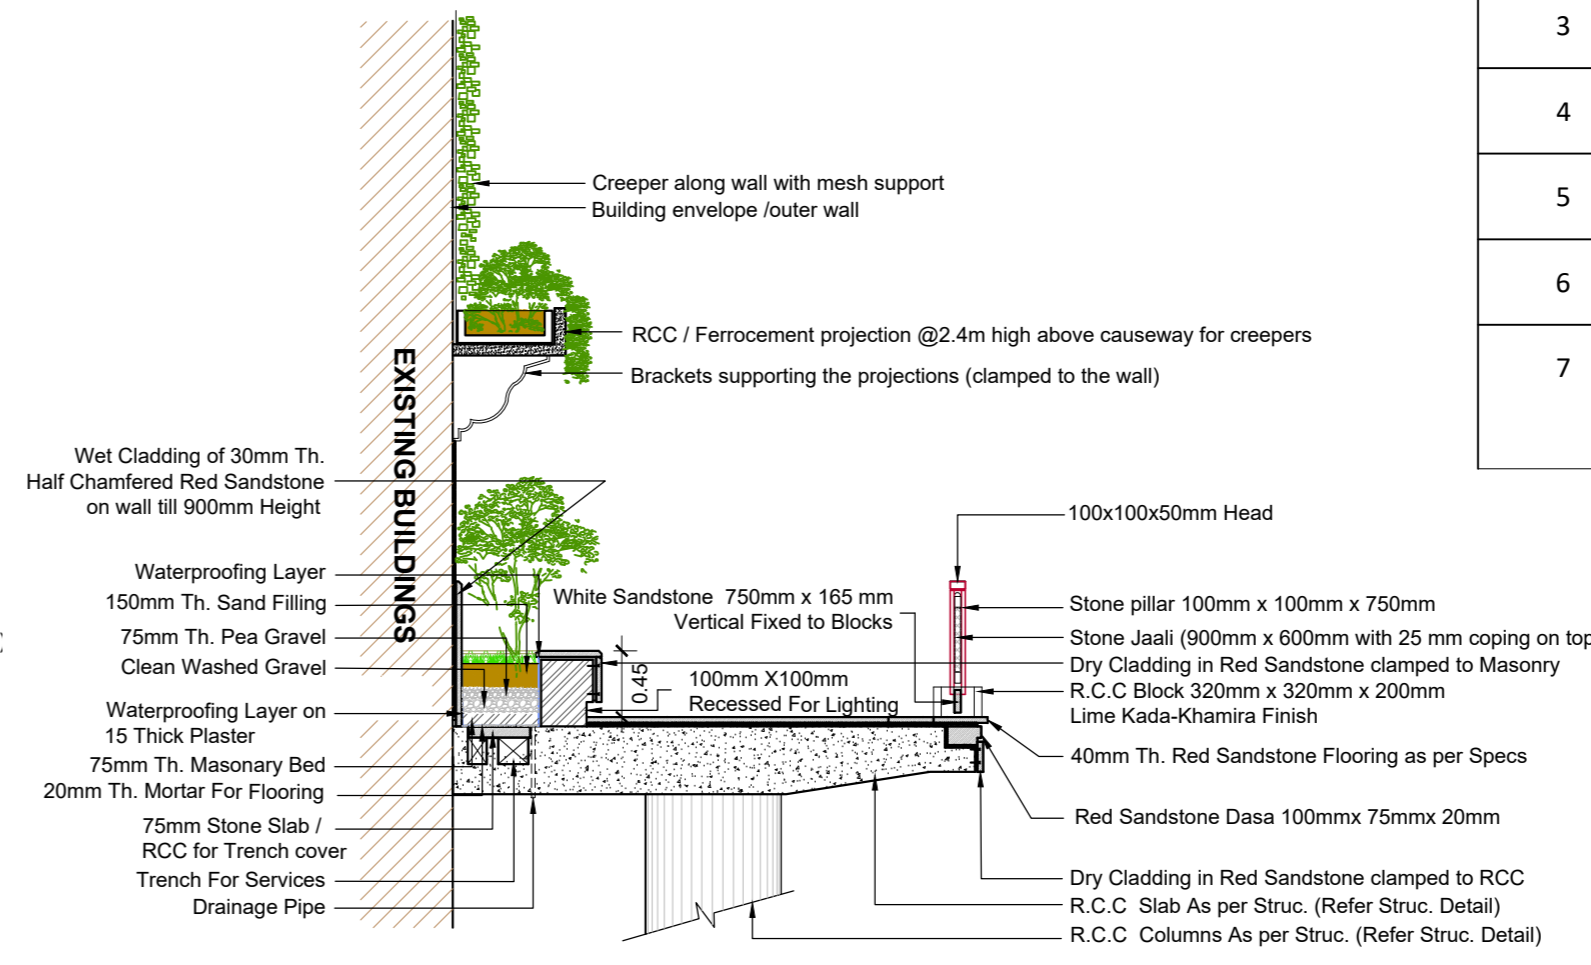 3
4
5
6
7
Creeper along wall with mesh support
Building envelope /outer wall
RCC / Ferrocement projection @2.4m high above causeway for creepers
Brackets supporting the projections (clamped to the wall)
EXISTING BUILDINGS
Wet Cladding of 30mm Th.
Half Chamfered Red Sandstone
on wall till 900mm Height
Waterproofing Layer
150mm Th. Sand Filling
75mm Th. Pea Gravel
Clean Washed Gravel
Waterproofing Layer on
15 Thick Plaster
75mm Th. Masonary Bed
20mm Th. Mortar For Flooring
75mm Stone Slab /
RCC for Trench cover
Trench For Services
Drainage Pipe
White Sandstone 750mm x 165 mm
Vertical Fixed to Blocks
0.45
100mm X100mm
Recessed For Lighting
100x100x50mm Head
Stone pillar 100mm x 100mm x 750mm
Stone Jaali (900mm x 600mm with 25 mm coping on top
Dry Cladding in Red Sandstone clamped to Masonry
R.C.C Block 320mm x 320mm x 200mm
Lime Kada-Khamira Finish
40mm Th. Red Sandstone Flooring as per Specs
Red Sandstone Dasa 100mmx 75mmx 20mm
Dry Cladding in Red Sandstone clamped to RCC
R.C.C Slab As per Struc. (Refer Struc. Detail)
R.C.C Columns As per Struc. (Refer Struc. Detail)